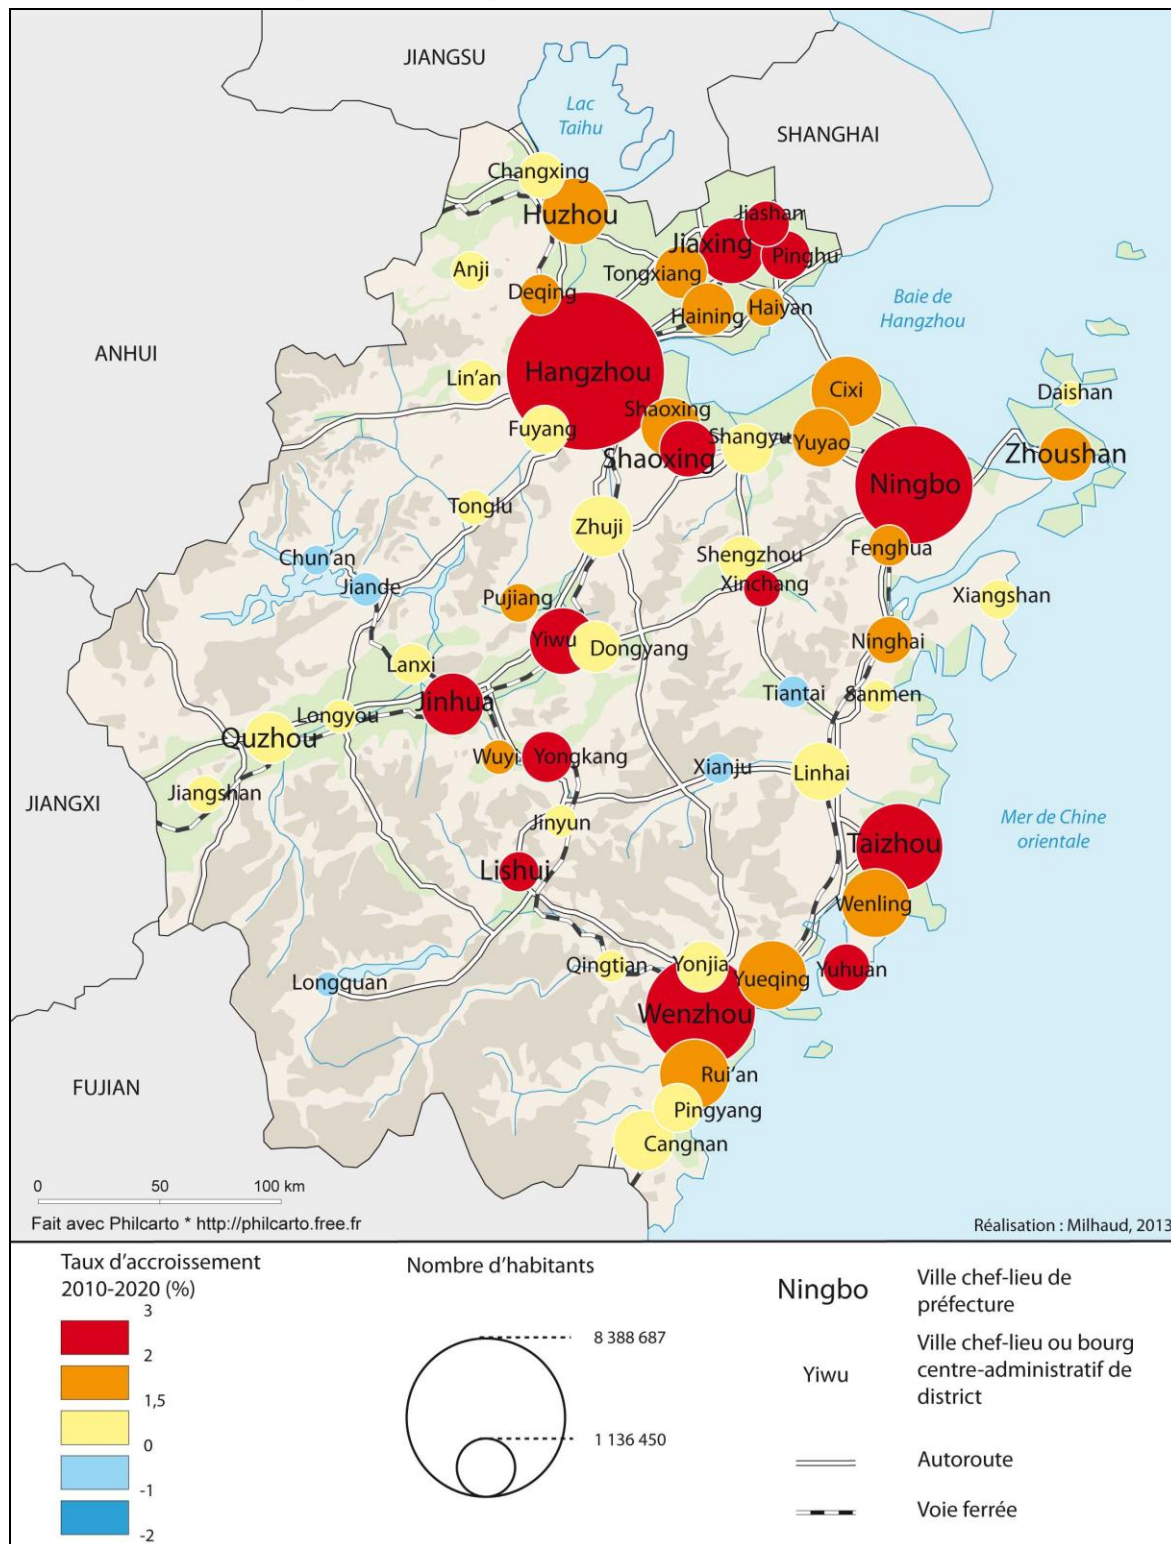 JIANGSU
Lac
Taihu
SHANGHAI
Changxing
Huzhou
Jiashan
Jiaxing
Pinghu
Anji
Tongxiang
Deqing
Haining
Haiyan
Baie de
Hangzhou
ANHUI
Hangzhou
Lin'an
Cixi
Daishan
Shaoxing
Fuyang
Shangyu
Yuyao
Shaoxing
Zhoushan
Ningbo
Tonglu
Zhuji
Fenghua
Chun'an
Shengzhou
Jiande
Xinchang
Pujiang
Xiangshan
Yiwu
Dongyang
Ninghai
Lanxi
Tiantai
Sanmen
Jinhua
Longyou
Quzhou
Wuyi
Yongkang
Xianju
Linhai
Jiangshan
JIANGXI
Jinyun
Mer de Chine
orientale
Taizhou
Lishui
Wenling
Qingtian
Yonjia
Yueqing
Yuhuan
Longquan
Wenzhou
Rui'an
FUJIAN
Pingyang
Cangnan
0 50 100 km
Fait avec Philcarto * http://philcarto.free.fr
Réalisation : Milhaud, 2013
Taux d'accroissement
2010-2020 (%)
3
2
1,5
0
-1
-2
Nombre d'habitants
8 388 687
1 136 450
Ningbo
Ville chef-lieu de
préfecture
Yiwu
Ville chef-lieu ou bourg
centre-administratif de
district
Autoroute
Voie ferrée